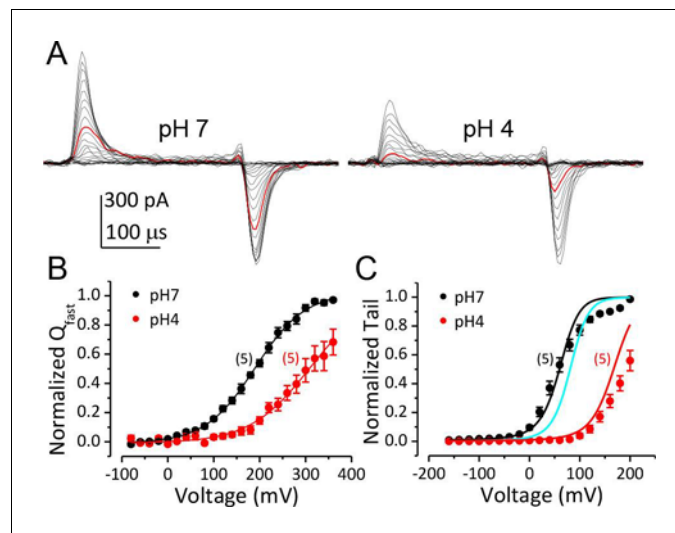 A
pH 7
pH 4
300 pA
100 µs
B
C
Normalized Qfast
1.0
0.8
0.6
0.4
0.2
0.0
pH7
pH4
(5)
(5)
-100 0 100 200 300 400
Voltage (mV)
Normalized Tail
1.0
0.8
0.6
0.4
0.2
0.0
pH7
pH4
(5)
(5)
-200 -100 0 100 200
Voltage (mV)